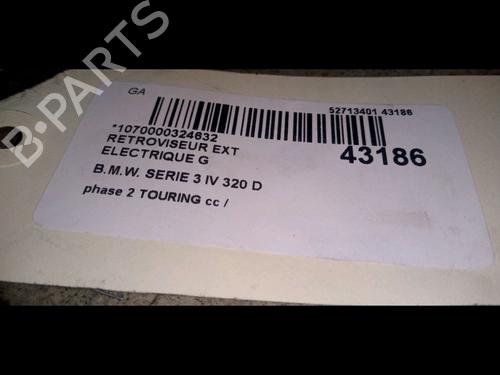 GA
52713401 43186
*1070000324632
RETROVISEUR EXT
ELECTRIQUE G
43186
B.M.W. SERIE 3 IV 320 D
phase 2 TOURING cc /
B-PARTS